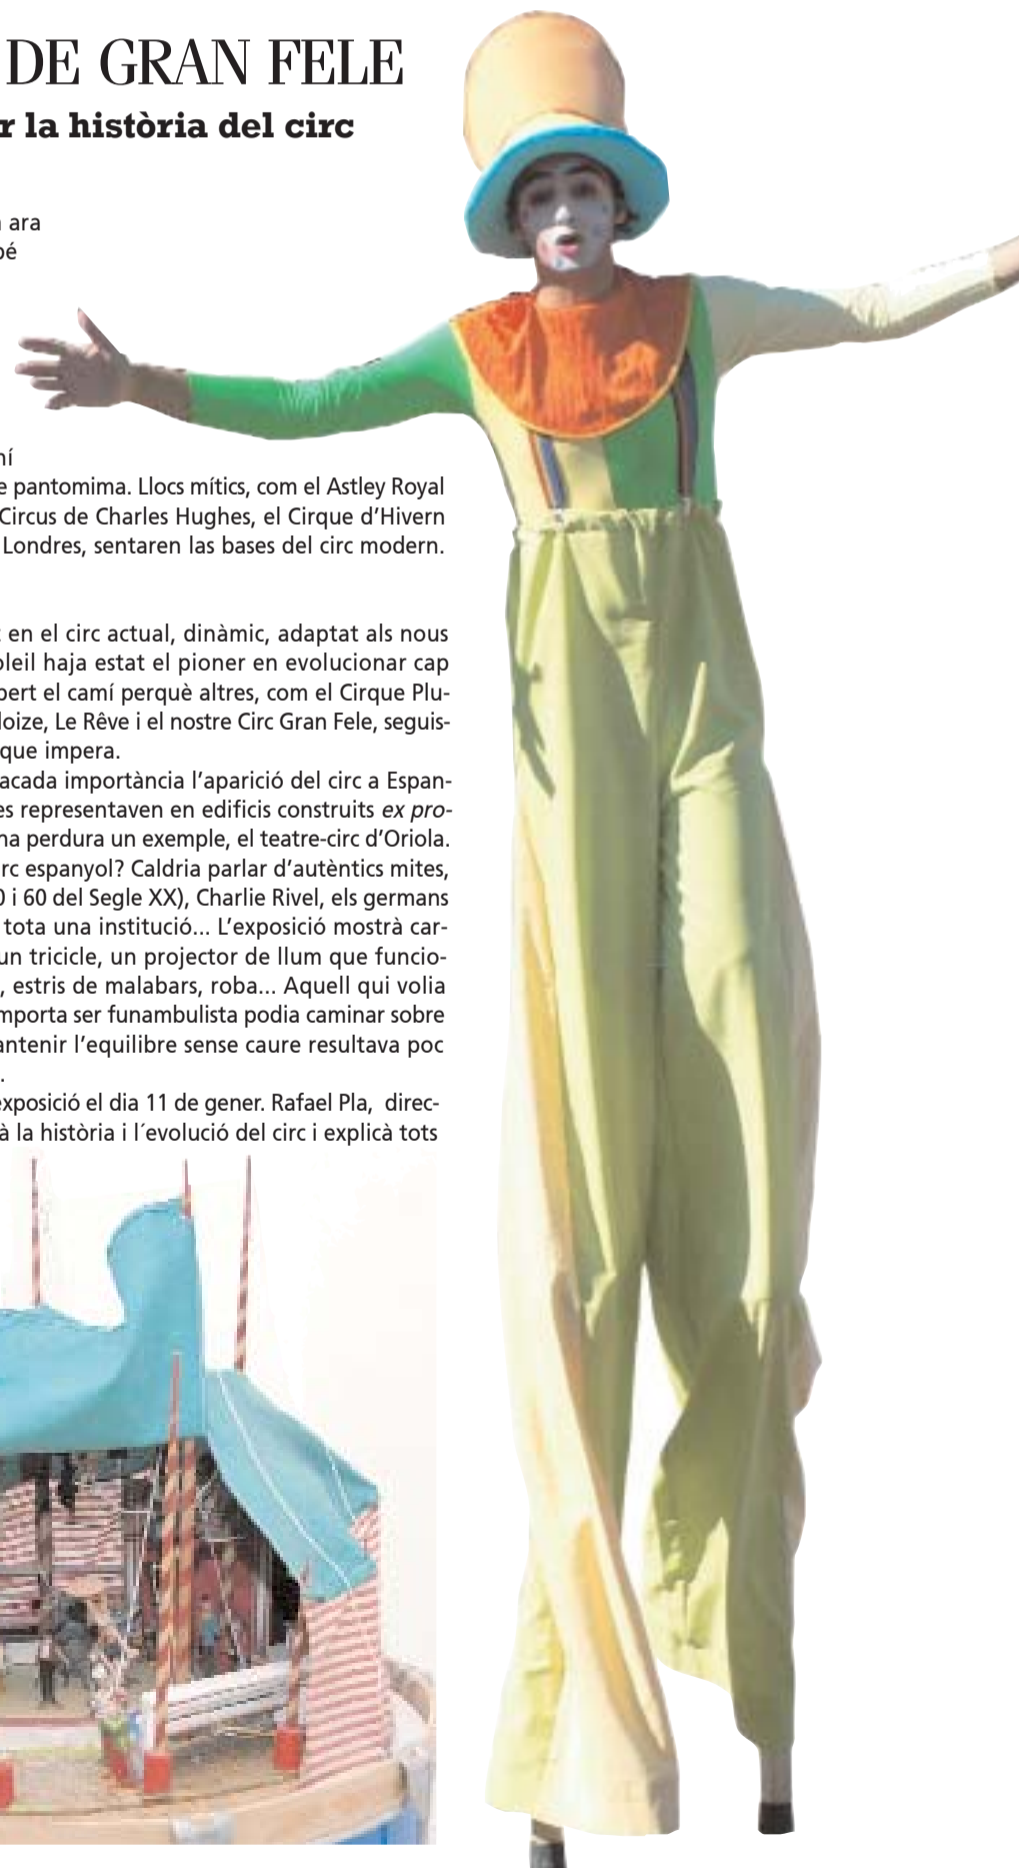 DE GRAN FELE
r la història del circ
ara
bé
ní
e pantomima. Llocs mítics, com el Astley Royal
Circus de Charles Hughes, el Cirque d’Hivern
Londres, sentaren las bases del circ modern.
en el circ actual, dinàmic, adaptat als nous
oleil haja estat el pioner en evolucionar cap
bert el camí perquè altres, com el Cirque Plu-
loize, Le Rêve i el nostre Circ Gran Fele, seguis-
que impera.
acada importància l’aparició del circ a Espan-
es representaven en edificis construits ex pro-
na perdura un exemple, el teatre-circ d’Oriola.
rc espanyol? Caldria parlar d’autèntics mites,
0 i 60 del Segle XX), Charlie Rivel, els germans
tota una institució... L’exposició mostrà car-
un tricicle, un projector de llum que funcio-
, estris de malabars, roba... Aquell qui volia
mporta ser funambulista podia caminar sobre
antenir l’equilibre sense caure resultava poc
.
exposició el dia 11 de gener. Rafael Pla, direc-
à la història i l´evolució del circ i explicà tots